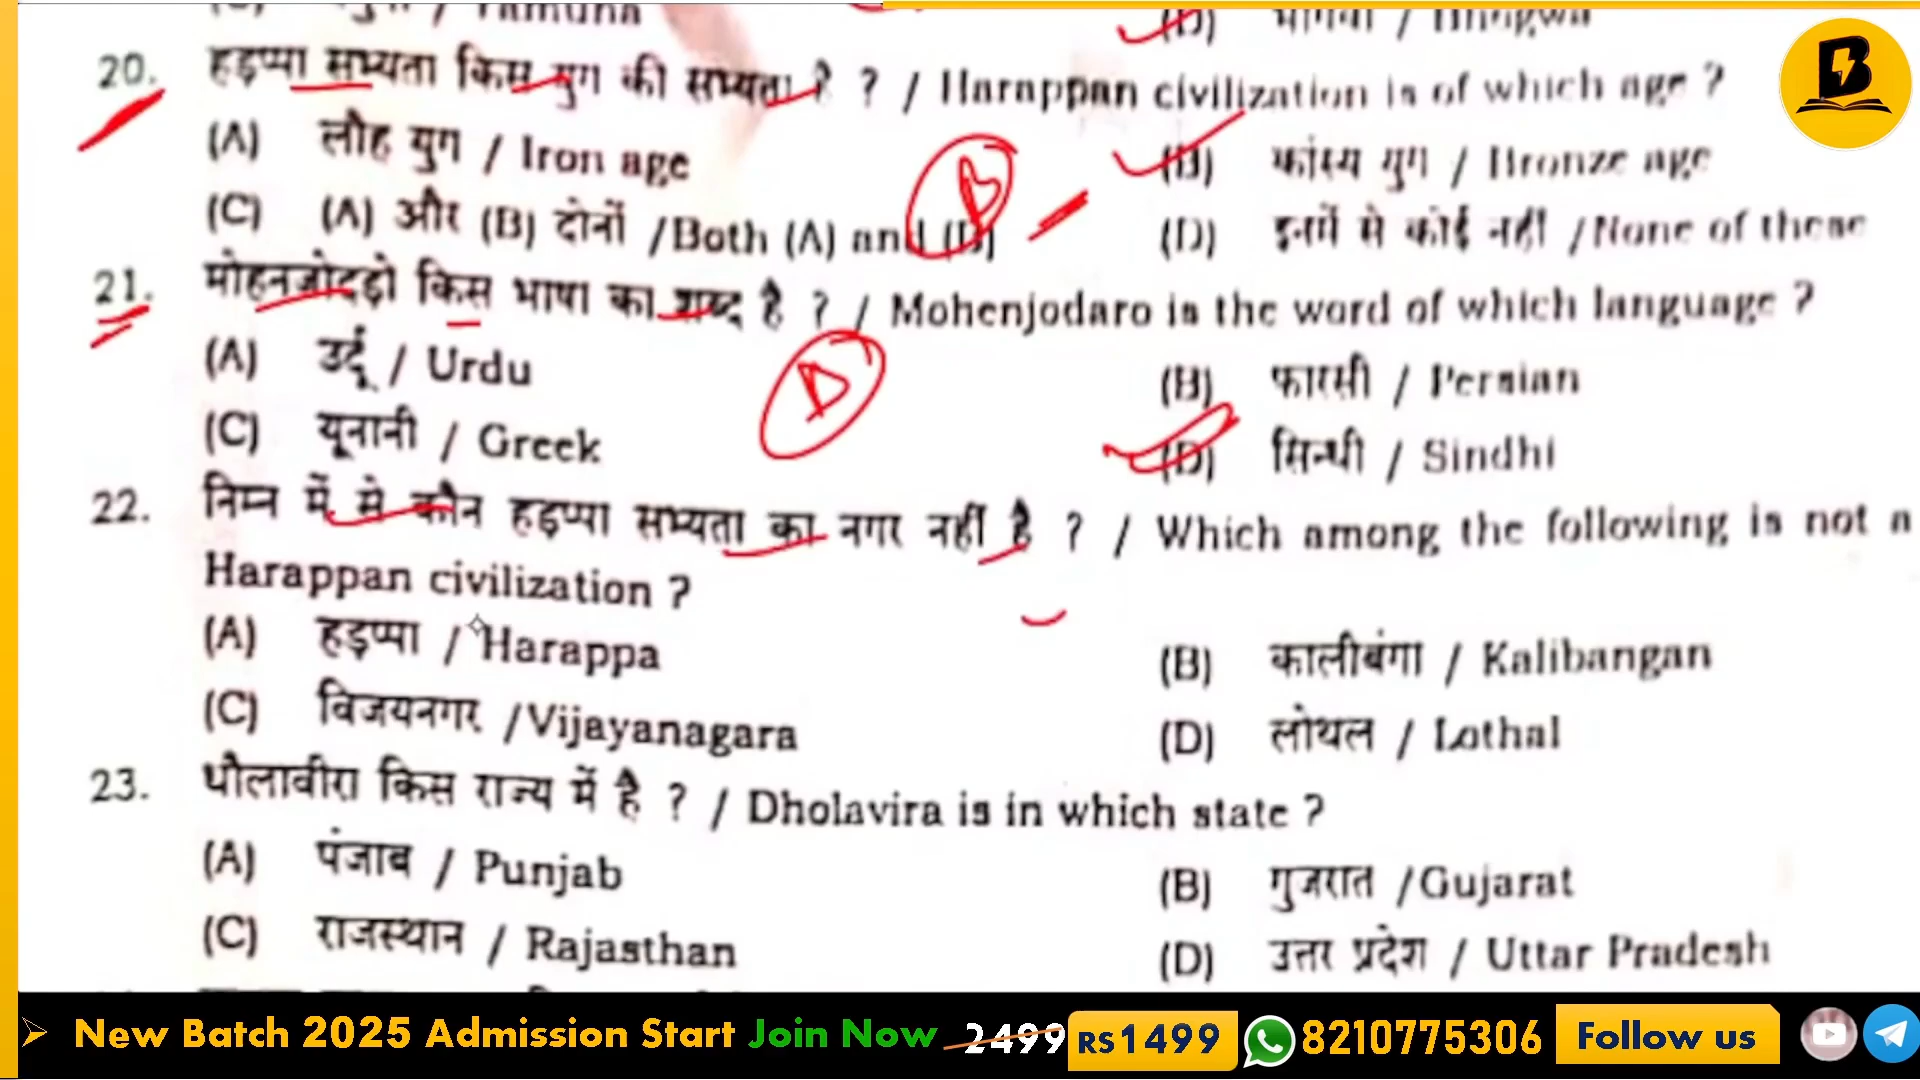 / Yamuna
(D) भागवा /
20. हड़प्पा सभ्यता किस युग की सभ्यता है ? / Harappan civilization is of which age ?
(A) लौह युग / Iron age
(B) कांस्य युग / Bronze age
(C) (A) और (B) दोनों /Both (A) and (B)
B
(D) इनमें से कोई नहीं /None of these
21. मोहनजोदड़ो किस भाषा का शब्द है ? / Mohenjodaro is the word of which language ?
(A) उर्दू / Urdu
D
(B) फारसी / Persian
(C) यूनानी / Greek
(D) सिन्धी / Sindhi
22. निम्न में से कौन हड़प्पा सभ्यता का नगर नहीं है ? / Which among the following is not a
Harappan civilization ?
(A) हड़प्पा / Harappa
(B) कालीबंगा / Kalibangan
(C) विजयनगर /Vijayanagara
(D) लोथल / Lothal
23. धौलावीरा किस राज्य में है ? / Dholavira is in which state ?
(A) पंजाब / Punjab
(B) गुजरात /Gujarat
(C) राजस्थान / Rajasthan
(D) उत्तर प्रदेश / Uttar Pradesh
New Batch 2025 Admission Start Join Now 2499 RS 1499 8210775306 Follow us
B